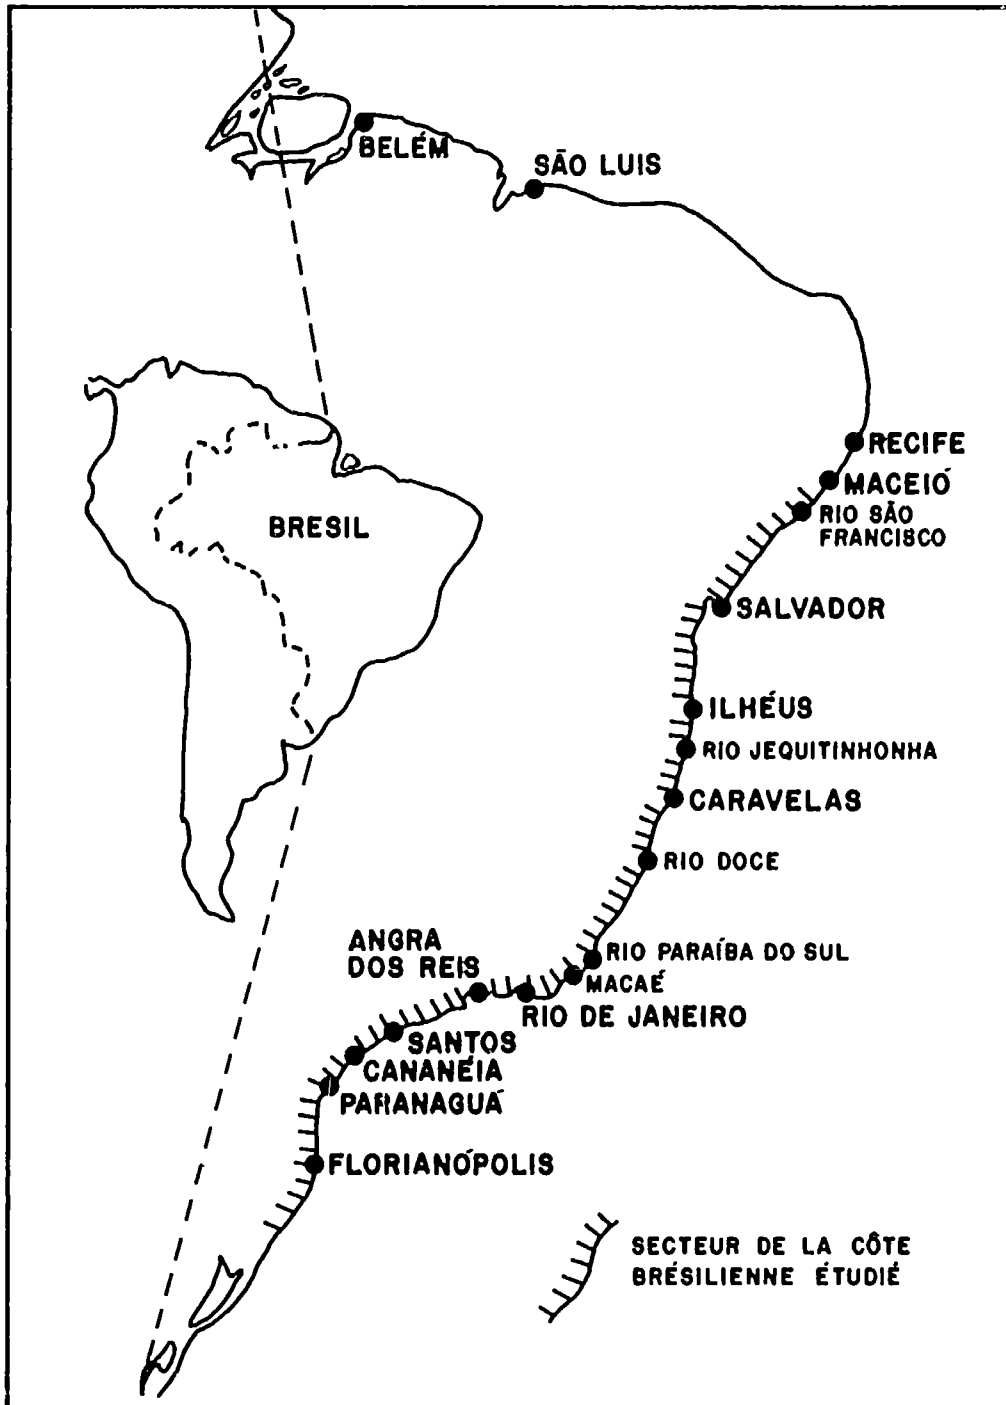 BELÉM
SÃO LUIS
RECIFE
MACEIÓ
RIO SÃO
FRANCISCO
BRESIL
SALVADOR
ILHÉUS
RIO JEQUITINHONHA
CARAVELAS
RIO DOCE
ANGRA
DOS REIS
RIO PARAÍBA DO SUL
MACAÉ
RIO DE JANEIRO
SANTOS
CANANÉIA
PARANAGUÁ
FLORIANÓPOLIS
SECTEUR DE LA CÔTE
BRÉSILIENNE ÉTUDIÉ